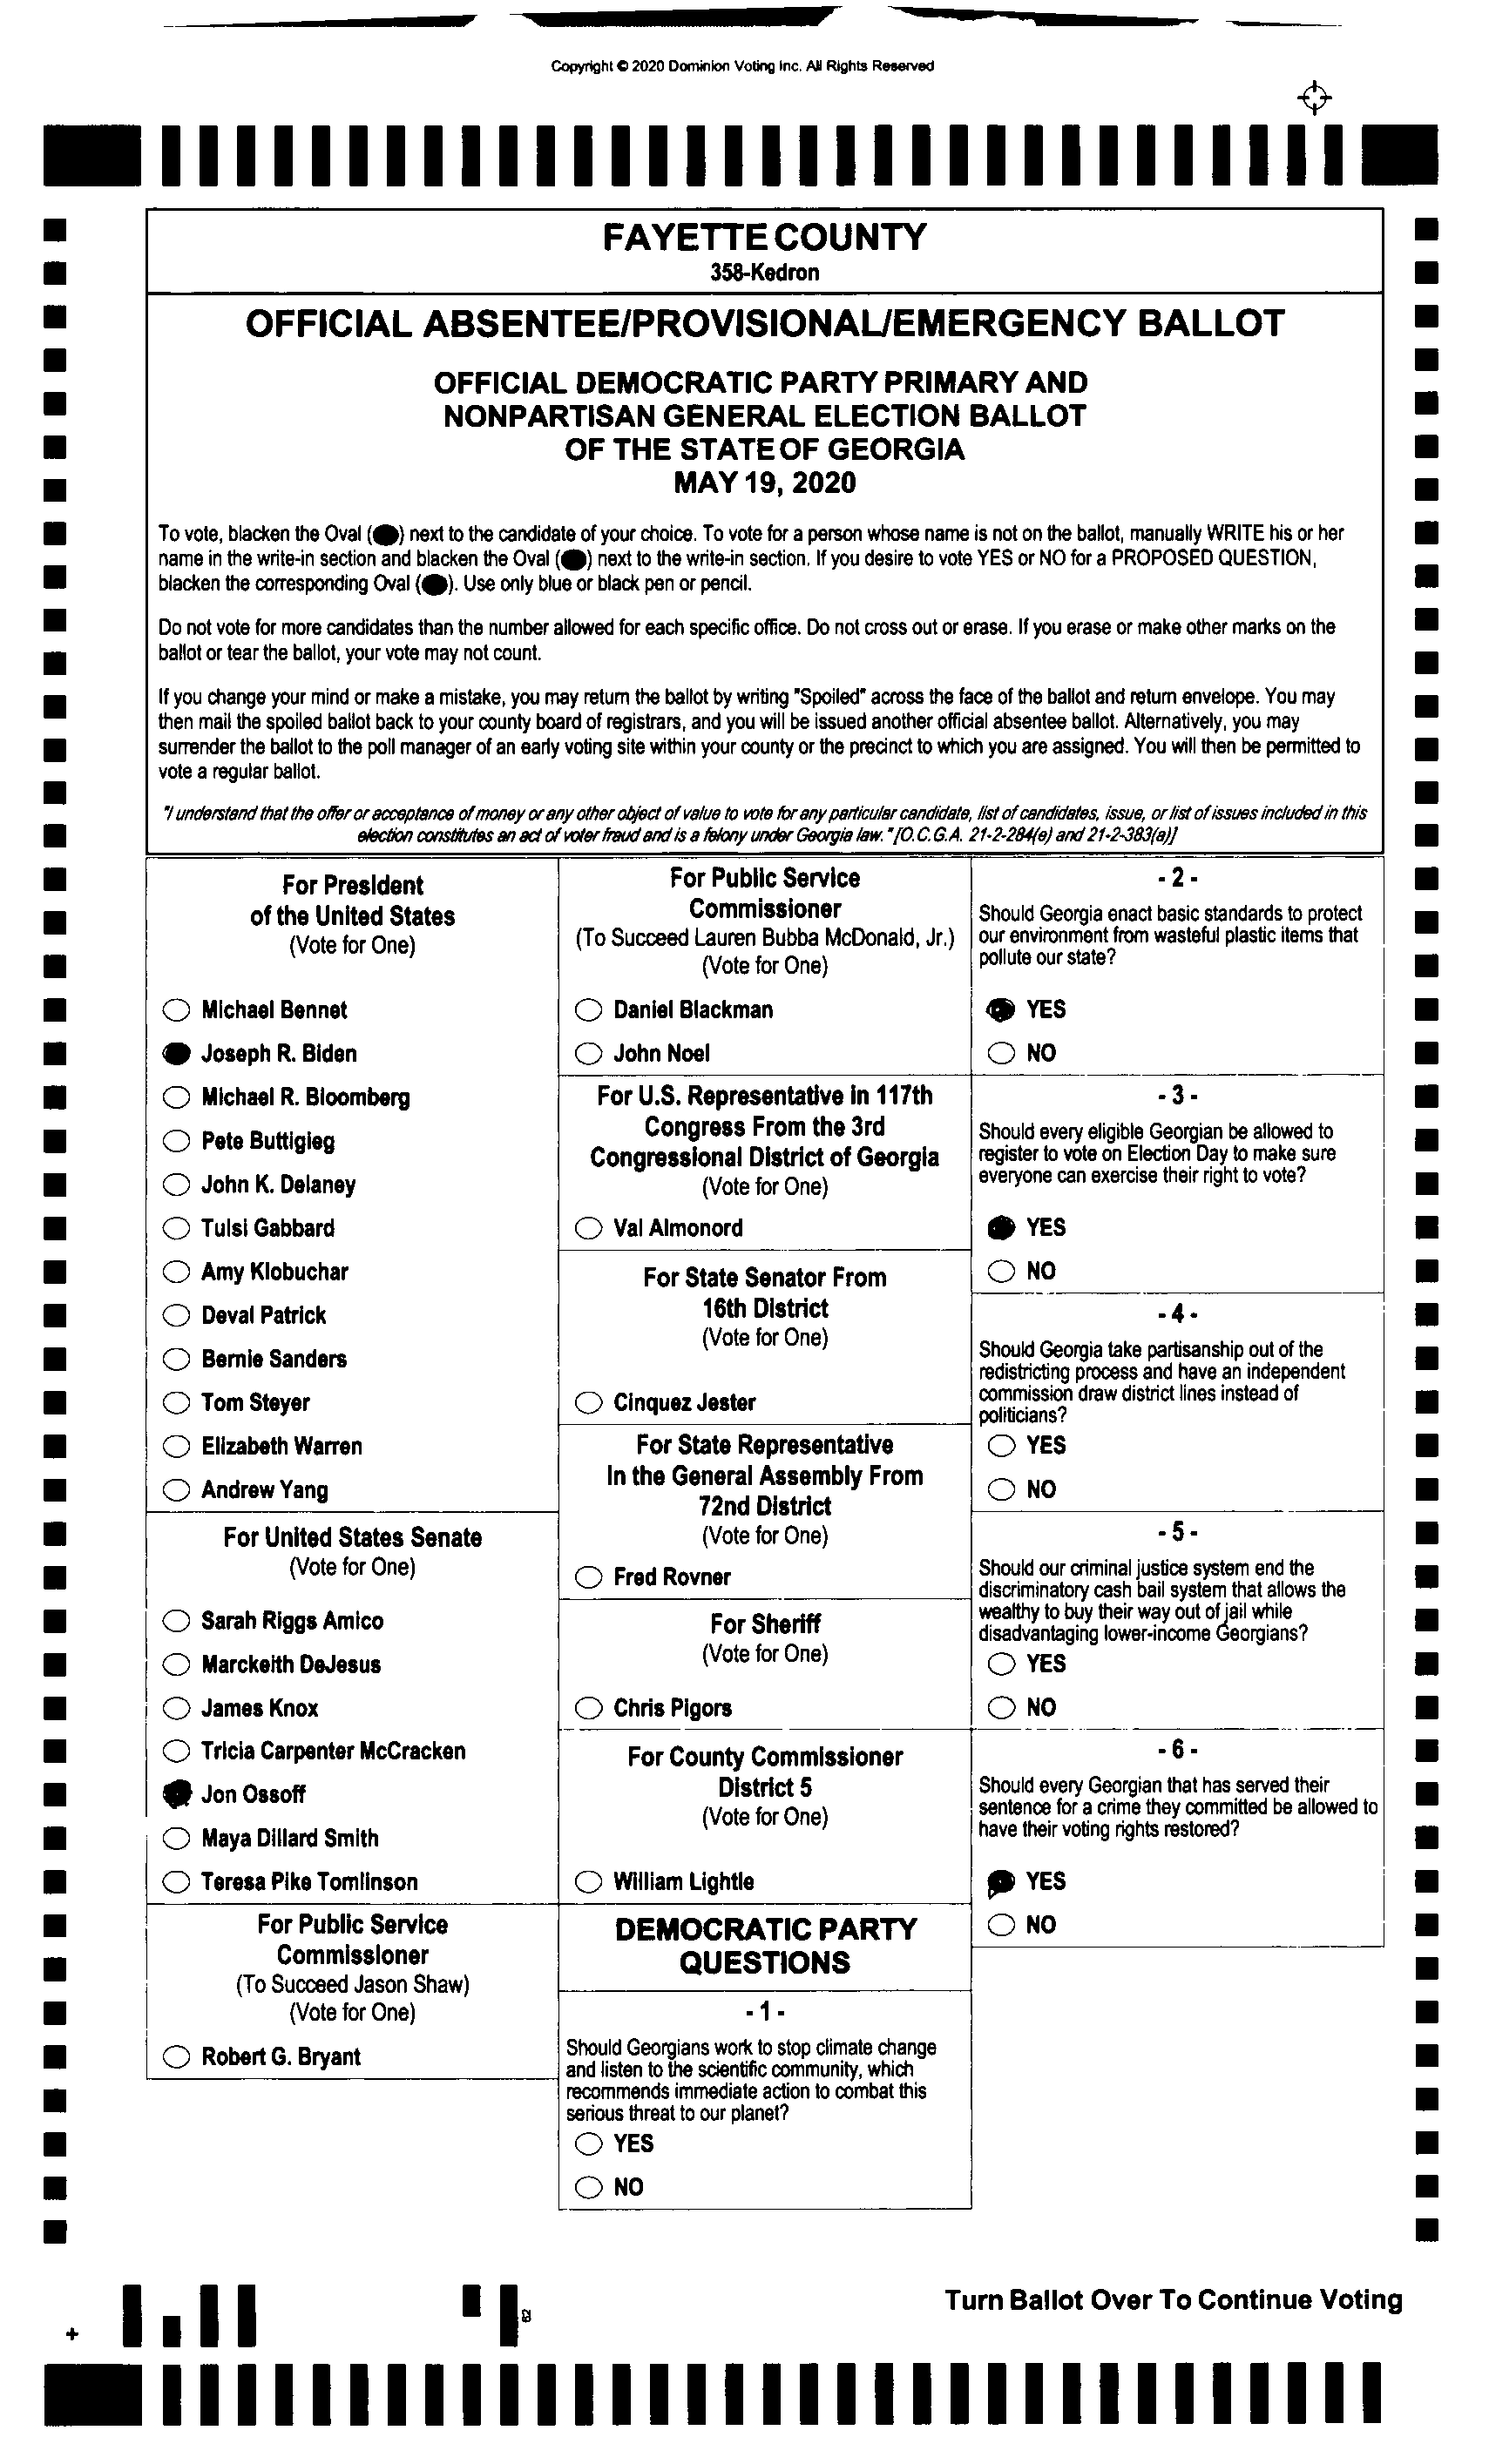 Copyright © 2020 Dominion Voting Inc. All Rights Reserved
FAYETTE COUNTY
358-Kedron
OFFICIAL ABSENTEE/PROVISIONAL/EMERGENCY BALLOT
OFFICIAL DEMOCRATIC PARTY PRIMARY AND
NONPARTISAN GENERAL ELECTION BALLOT
OF THE STATE OF GEORGIA
MAY 19, 2020
To vote, blacken the Oval ( ) next to the candidate of your choice. To vote for a person whose name is not on the ballot, manually WRITE his or her
name in the write-in section and blacken the Oval ( ) next to the write-in section. If you desire to vote YES or NO for a PROPOSED QUESTION,
blacken the corresponding Oval ( ). Use only blue or black pen or pencil.
Do not vote for more candidates than the number allowed for each specific office. Do not cross out or erase. If you erase or make other marks on the
ballot or tear the ballot, your vote may not count.
If you change your mind or make a mistake, you may return the ballot by writing "Spoiled" across the face of the ballot and return envelope. You may
then mail the spoiled ballot back to your county board of registrars, and you will be issued another official absentee ballot. Alternatively, you may
surrender the ballot to the poll manager of an early voting site within your county or the precinct to which you are assigned. You will then be permitted to
vote a regular ballot.
"I understand that the offer or acceptance of money or any other object of value to vote for any particular candidate, list of candidates, issue, or list of issues included in this
election constitutes an act of voter fraud and is a felony under Georgia law." [O.C.G.A. 21-2-284(e) and 21-2-383(a)]
For President
of the United States
(Vote for One)
Michael Bennet
Joseph R. Biden
Michael R. Bloomberg
Pete Buttigieg
John K. Delaney
Tulsi Gabbard
Amy Klobuchar
Deval Patrick
Bernie Sanders
Tom Steyer
Elizabeth Warren
Andrew Yang
For United States Senate
(Vote for One)
Sarah Riggs Amico
Marckeith DeJesus
James Knox
Tricia Carpenter McCracken
Jon Ossoff
Maya Dillard Smith
Teresa Pike Tomlinson
For Public Service
Commissioner
(To Succeed Jason Shaw)
(Vote for One)
Robert G. Bryant
For Public Service
Commissioner
(To Succeed Lauren Bubba McDonald, Jr.)
(Vote for One)
Daniel Blackman
John Noel
For U.S. Representative in 117th
Congress From the 3rd
Congressional District of Georgia
(Vote for One)
Val Almonord
For State Senator From
16th District
(Vote for One)
Cinquez Jester
For State Representative
In the General Assembly From
72nd District
(Vote for One)
Fred Rovner
For Sheriff
(Vote for One)
Chris Pigors
For County Commissioner
District 5
(Vote for One)
William Lightle
DEMOCRATIC PARTY
QUESTIONS
- 1 -
Should Georgians work to stop climate change
and listen to the scientific community, which
recommends immediate action to combat this
serious threat to our planet?
YES
NO
- 2 -
Should Georgia enact basic standards to protect
our environment from wasteful plastic items that
pollute our state?
YES
NO
- 3 -
Should every eligible Georgian be allowed to
register to vote on Election Day to make sure
everyone can exercise their right to vote?
YES
NO
- 4 -
Should Georgia take partisanship out of the
redistricting process and have an independent
commission draw district lines instead of
politicians?
YES
NO
- 5 -
Should our criminal justice system end the
discriminatory cash bail system that allows the
wealthy to buy their way out of jail while
disadvantaging lower-income Georgians?
YES
NO
- 6 -
Should every Georgian that has served their
sentence for a crime they committed be allowed to
have their voting rights restored?
YES
NO
62
Turn Ballot Over To Continue Voting